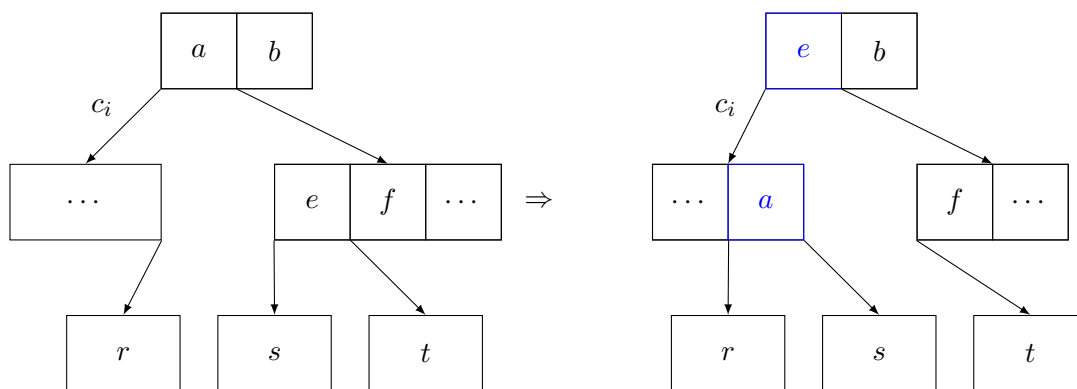 a b e b
c_i c_i
⋯ e f ⋯ ⇒ ⋯ a f ⋯
r s t r s t